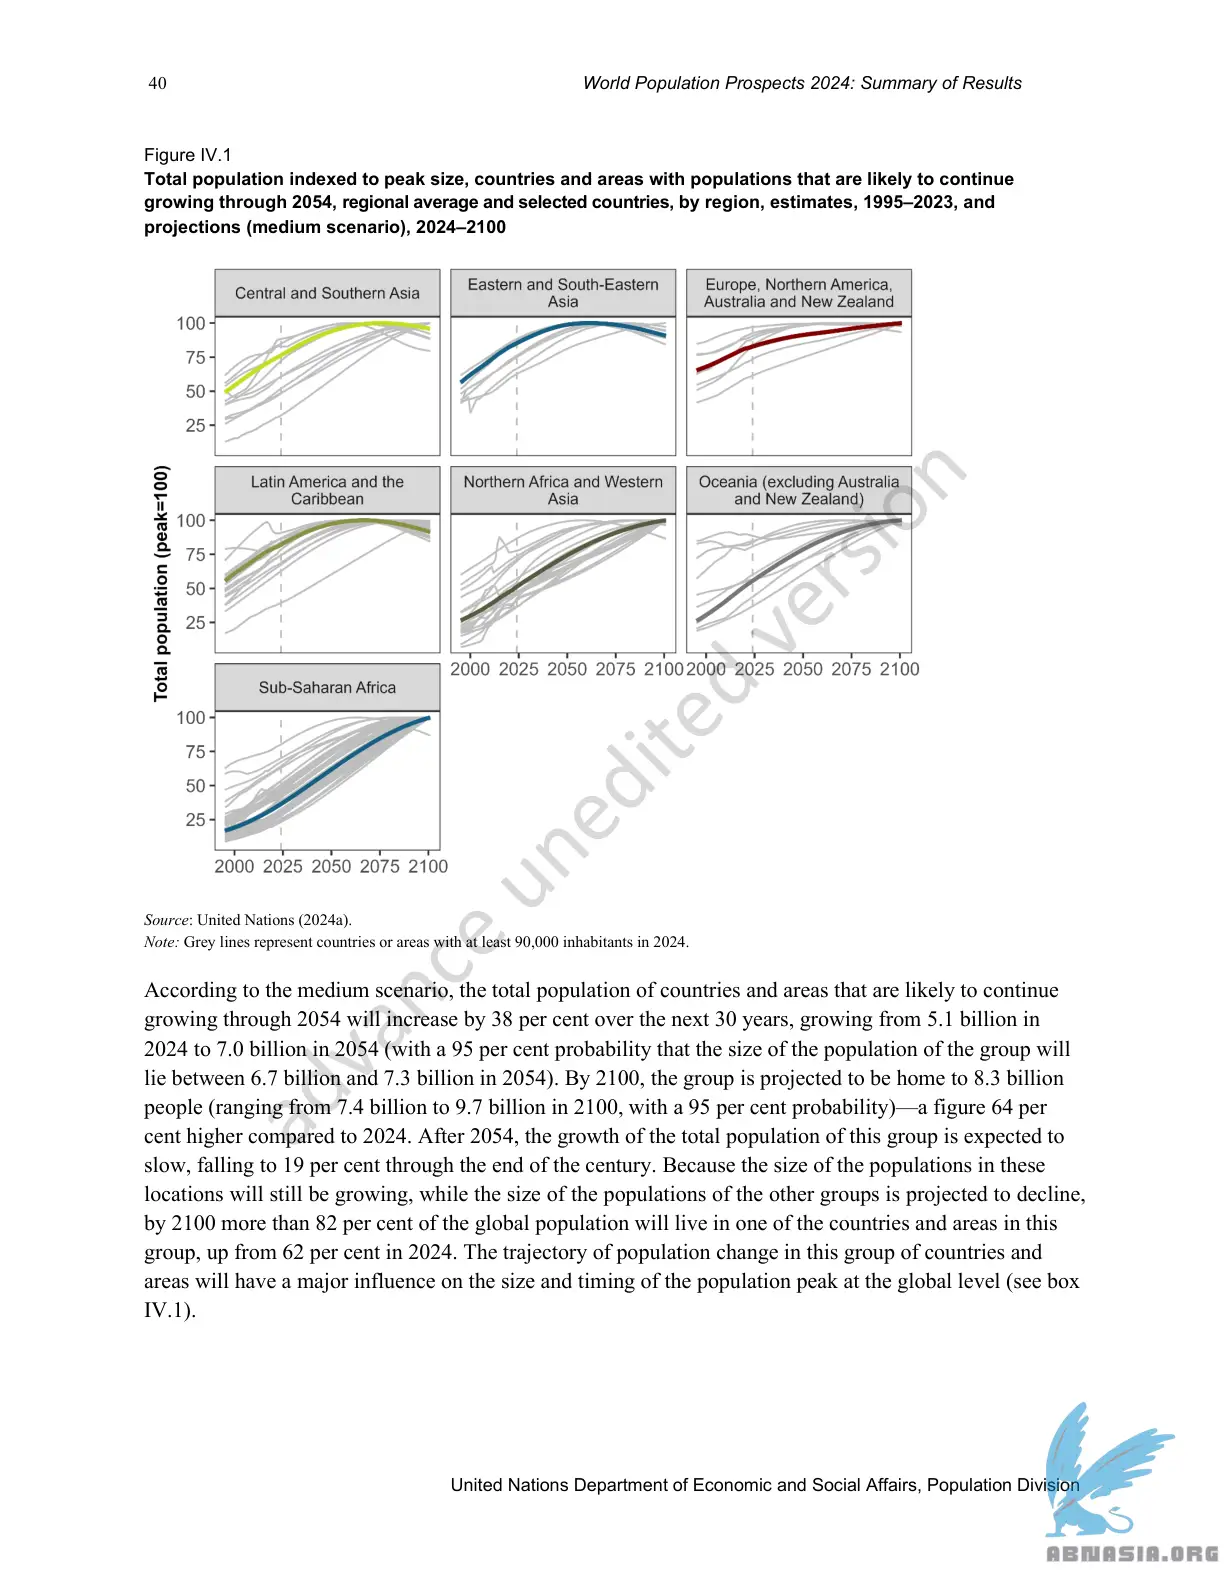 40
World Population Prospects 2024: Summary of Results
Figure IV.1
Total population indexed to peak size, countries and areas with populations that are likely to continue
growing through 2054, regional average and selected countries, by region, estimates, 1995–2023, and
projections (medium scenario), 2024–2100
Central and Southern Asia
Eastern and South-Eastern
Asia
Europe, Northern America,
Australia and New Zealand
100
75
50
25
Latin America and the
Caribbean
Northern Africa and Western
Asia
Oceania (excluding Australia
and New Zealand)
100
75
50
25
2000 2025 2050 2075 2100
2000 2025 2050 2075 2100
Total population (peak=100)
Sub-Saharan Africa
100
75
50
25
2000 2025 2050 2075 2100
advance unedited version
Source: United Nations (2024a).
Note: Grey lines represent countries or areas with at least 90,000 inhabitants in 2024.
According to the medium scenario, the total population of countries and areas that are likely to continue
growing through 2054 will increase by 38 per cent over the next 30 years, growing from 5.1 billion in
2024 to 7.0 billion in 2054 (with a 95 per cent probability that the size of the population of the group will
lie between 6.7 billion and 7.3 billion in 2054). By 2100, the group is projected to be home to 8.3 billion
people (ranging from 7.4 billion to 9.7 billion in 2100, with a 95 per cent probability)—a figure 64 per
cent higher compared to 2024. After 2054, the growth of the total population of this group is expected to
slow, falling to 19 per cent through the end of the century. Because the size of the populations in these
locations will still be growing, while the size of the populations of the other groups is projected to decline,
by 2100 more than 82 per cent of the global population will live in one of the countries and areas in this
group, up from 62 per cent in 2024. The trajectory of population change in this group of countries and
areas will have a major influence on the size and timing of the population peak at the global level (see box
IV.1).
United Nations Department of Economic and Social Affairs, Population Division
ABNASIA.ORG